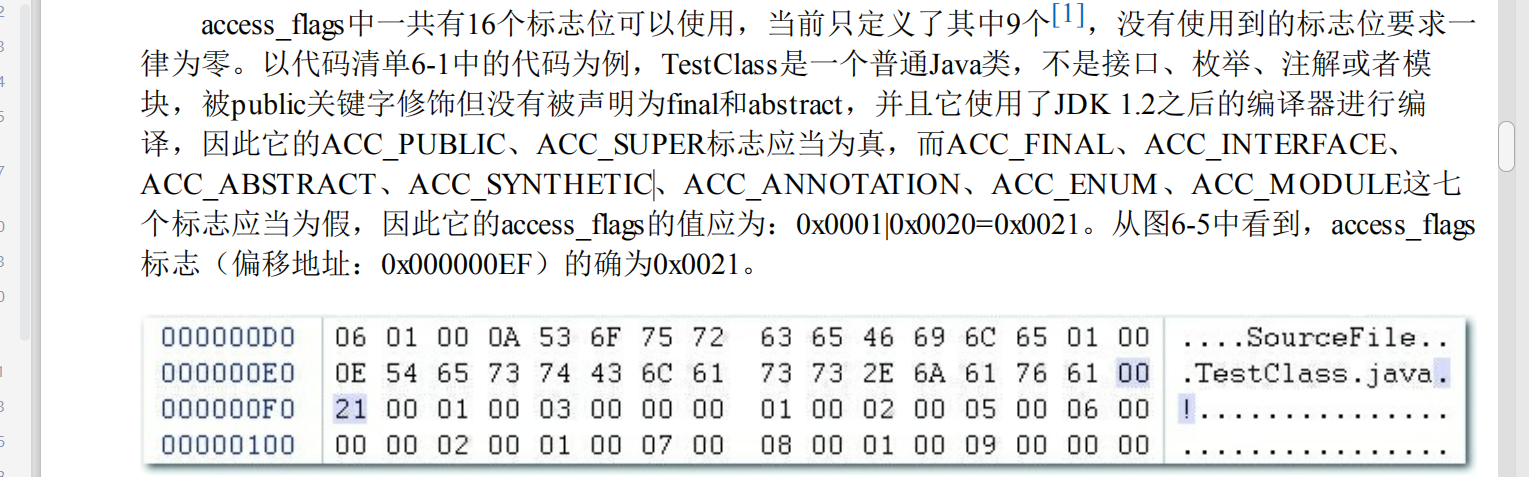 access_flags中一共有16个标志位可以使用，当前只定义了其中9个[1]，没有使用到的标志位要求一
律为零。以代码清单6-1中的代码为例，TestClass是一个普通Java类，不是接口、枚举、注解或者模
块，被public关键字修饰但没有被声明为final和abstract，并且它使用了JDK 1.2之后的编译器进行编
译，因此它的ACC_PUBLIC、ACC_SUPER标志应当为真，而ACC_FINAL、ACC_INTERFACE、
ACC_ABSTRACT、ACC_SYNTHETIC、ACC_ANNOTATION、ACC_ENUM、ACC_MODULE这七
个标志应当为假，因此它的access_flags的值应为：0x0001|0x0020=0x0021。从图6-5中看到，access_flags
标志（偏移地址：0x000000EF）的确为0x0021。
000000D0 06 01 00 0A 53 6F 75 72 63 65 46 69 6C 65 01 00 ....SourceFile..
000000E0 0E 54 65 73 74 43 6C 61 73 73 2E 6A 61 76 61 00 .TestClass.java.
000000F0 21 00 01 00 03 00 00 00 01 00 02 00 05 00 06 00 !...............
00000100 00 00 02 00 01 00 07 00 08 00 01 00 09 00 00 00 ................